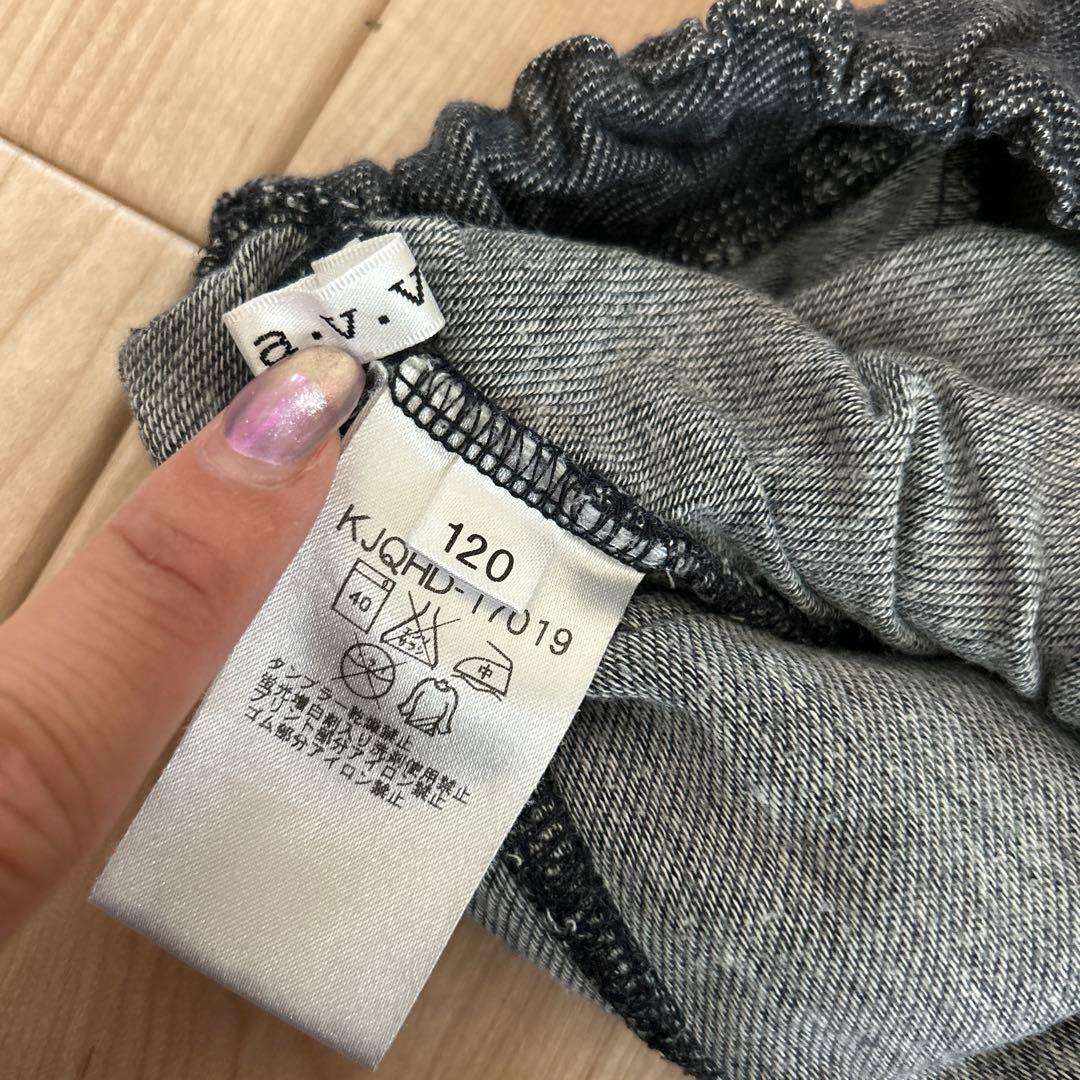 a.v.v
120
KJQHD-17019
40
中
タンブラー乾燥禁止
蛍光増白剤入り洗剤使用禁止
プリント部分アイロン禁止
ゴム部分アイロン禁止